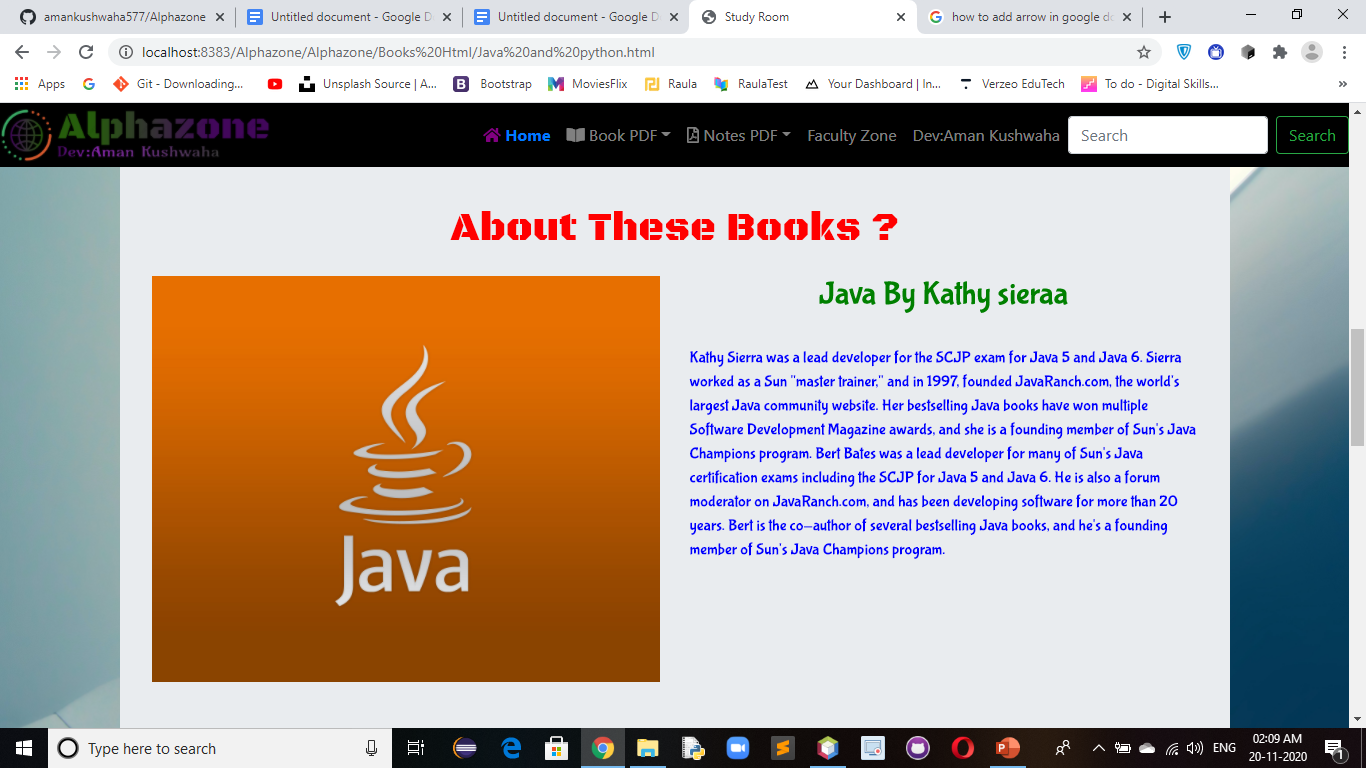 amankushwaha577/Alphazone
Untitled document - Google D
Untitled document - Google D
Study Room
how to add arrow in google do
localhost:8383/Alphazone/Alphazone/Books%20Html/Java%20and%20python.html
Apps
Git - Downloading...
Unsplash Source | A...
Bootstrap
MoviesFlix
Raula
RaulaTest
Your Dashboard | In...
Verzeo EduTech
To do - Digital Skills...
»
Alphazone
Dev:Aman Kushwaha
Home
Book PDF
Notes PDF
Faculty Zone
Dev:Aman Kushwaha
Search
Search
About These Books ?
Java
Java By Kathy sieraa
Kathy Sierra was a lead developer for the SCJP exam for Java 5 and Java 6. Sierra
worked as a Sun "master trainer," and in 1997, founded JavaRanch.com, the world's
largest Java community website. Her bestselling Java books have won multiple
Software Development Magazine awards, and she is a founding member of Sun's Java
Champions program. Bert Bates was a lead developer for many of Sun's Java
certification exams including the SCJP for Java 5 and Java 6. He is also a forum
moderator on JavaRanch.com, and has been developing software for more than 20
years. Bert is the co-author of several bestselling Java books, and he's a founding
member of Sun's Java Champions program.
Type here to search
ENG
02:09 AM
20-11-2020
1